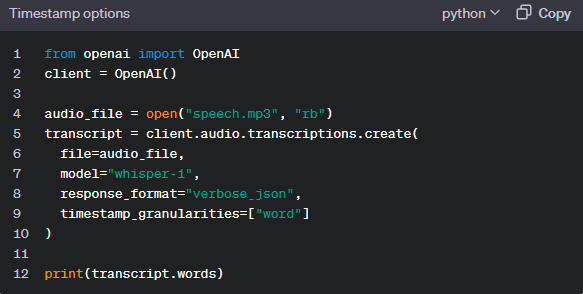 Timestamp options python Copy
1 from openai import OpenAI
2 client = OpenAI()
3
4 audio_file = open("speech.mp3", "rb")
5 transcript = client.audio.transcriptions.create(
6   file=audio_file,
7   model="whisper-1",
8   response_format="verbose_json",
9   timestamp_granularities=["word"]
10 )
11
12 print(transcript.words)